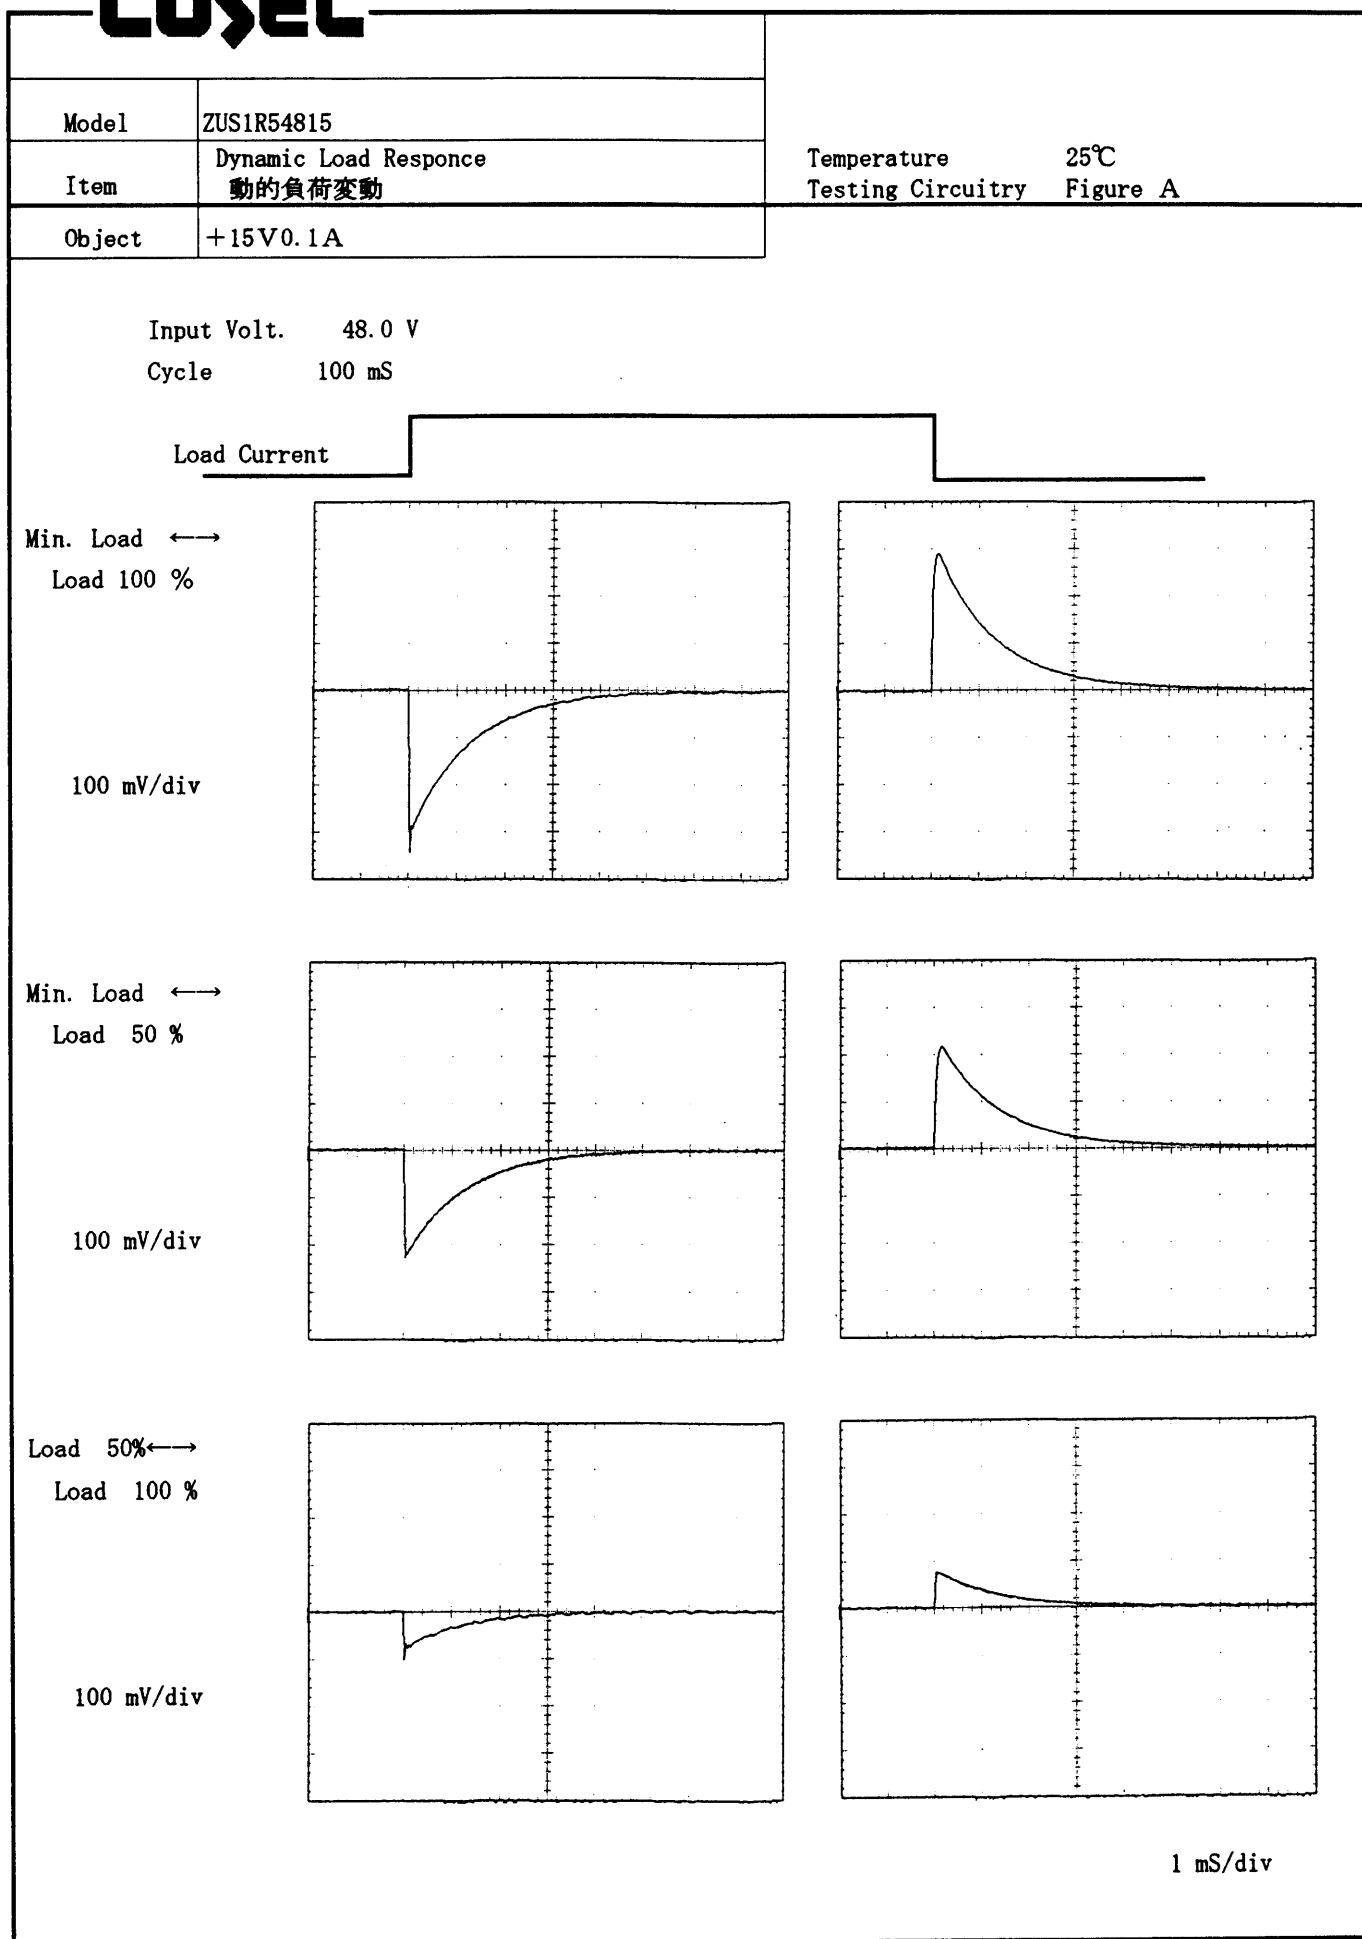 COSEL
Model ZUS1R54815
Item Dynamic Load Responce
動的負荷変動
Temperature 25℃
Testing Circuitry Figure A
Object +15V0.1A
Input Volt. 48.0 V
Cycle 100 mS
Load Current
Min. Load ←→
Load 100 %
100 mV/div
Min. Load ←→
Load 50 %
100 mV/div
Load 50%←→
Load 100 %
100 mV/div
1 mS/div